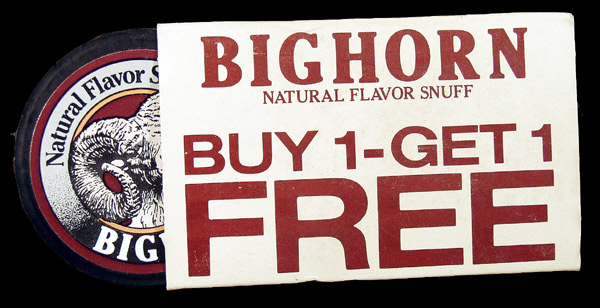 Natural Flavor S
BIG
BIGHORN
NATURAL FLAVOR SNUFF
BUY 1-GET 1
FREE